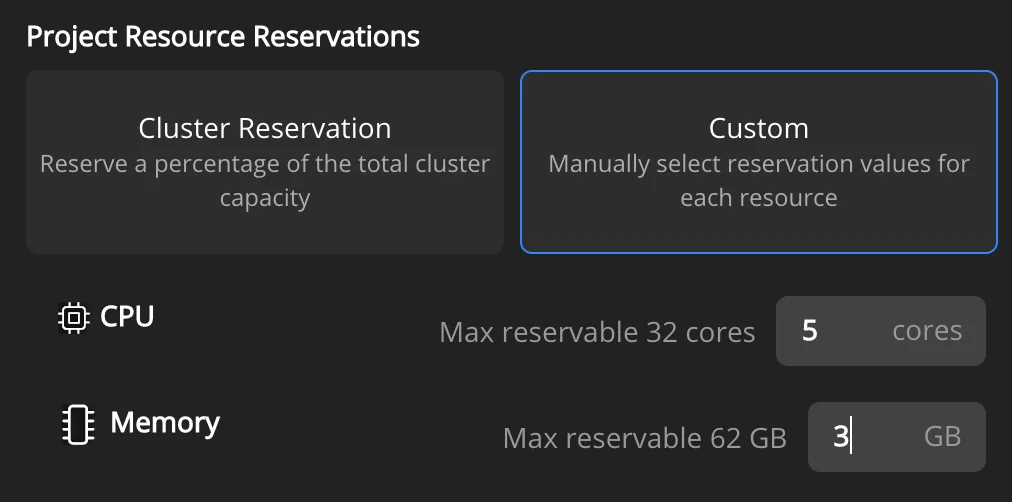 Project Resource Reservations
Cluster Reservation
Reserve a percentage of the total cluster
capacity
Custom
Manually select reservation values for
each resource
CPU
Max reservable 32 cores
5 cores
Memory
Max reservable 62 GB
3 GB